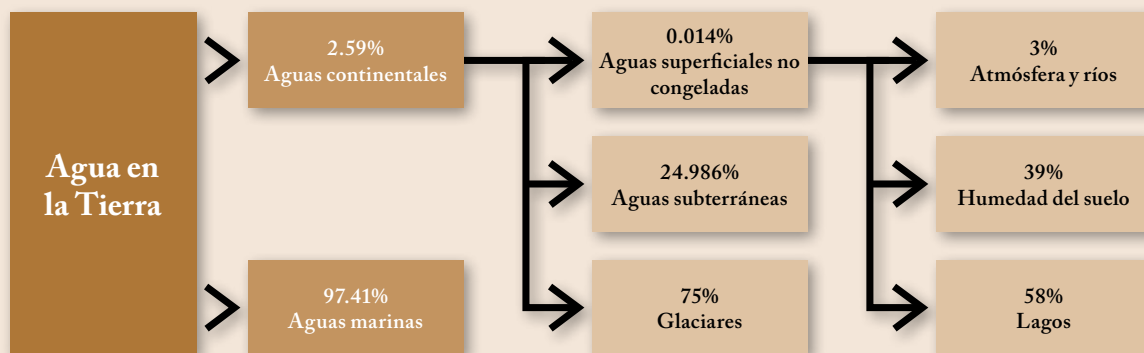 Agua en
la Tierra
2.59%
Aguas continentales
97.41%
Aguas marinas
0.014%
Aguas superficiales no
congeladas
24.986%
Aguas subterráneas
75%
Glaciares
3%
Atmósfera y ríos
39%
Humedad del suelo
58%
Lagos